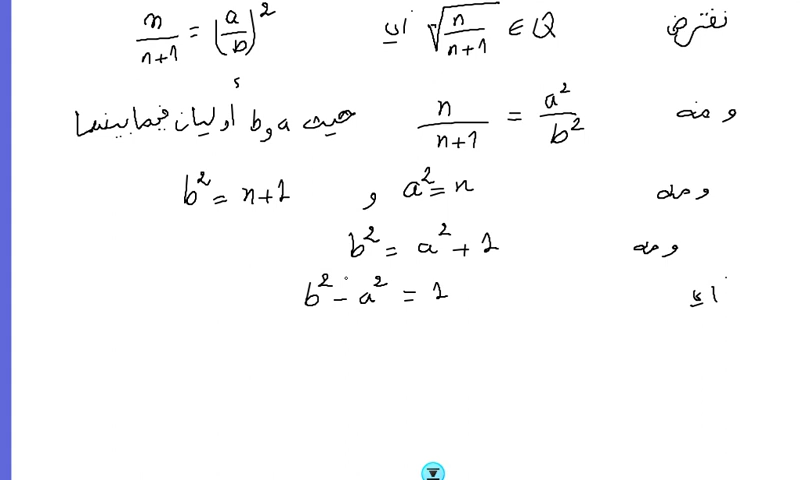 نفترض √(n/(n+1)) ∈ Q أي n/(n+1) = (a/b)²
ومنه n/(n+1) = a²/b² حيث a و b أوليان فيما بينهما
ومنه a² = n و b² = n+1
ومنه b² = a² + 1
أي b² - a² = 1